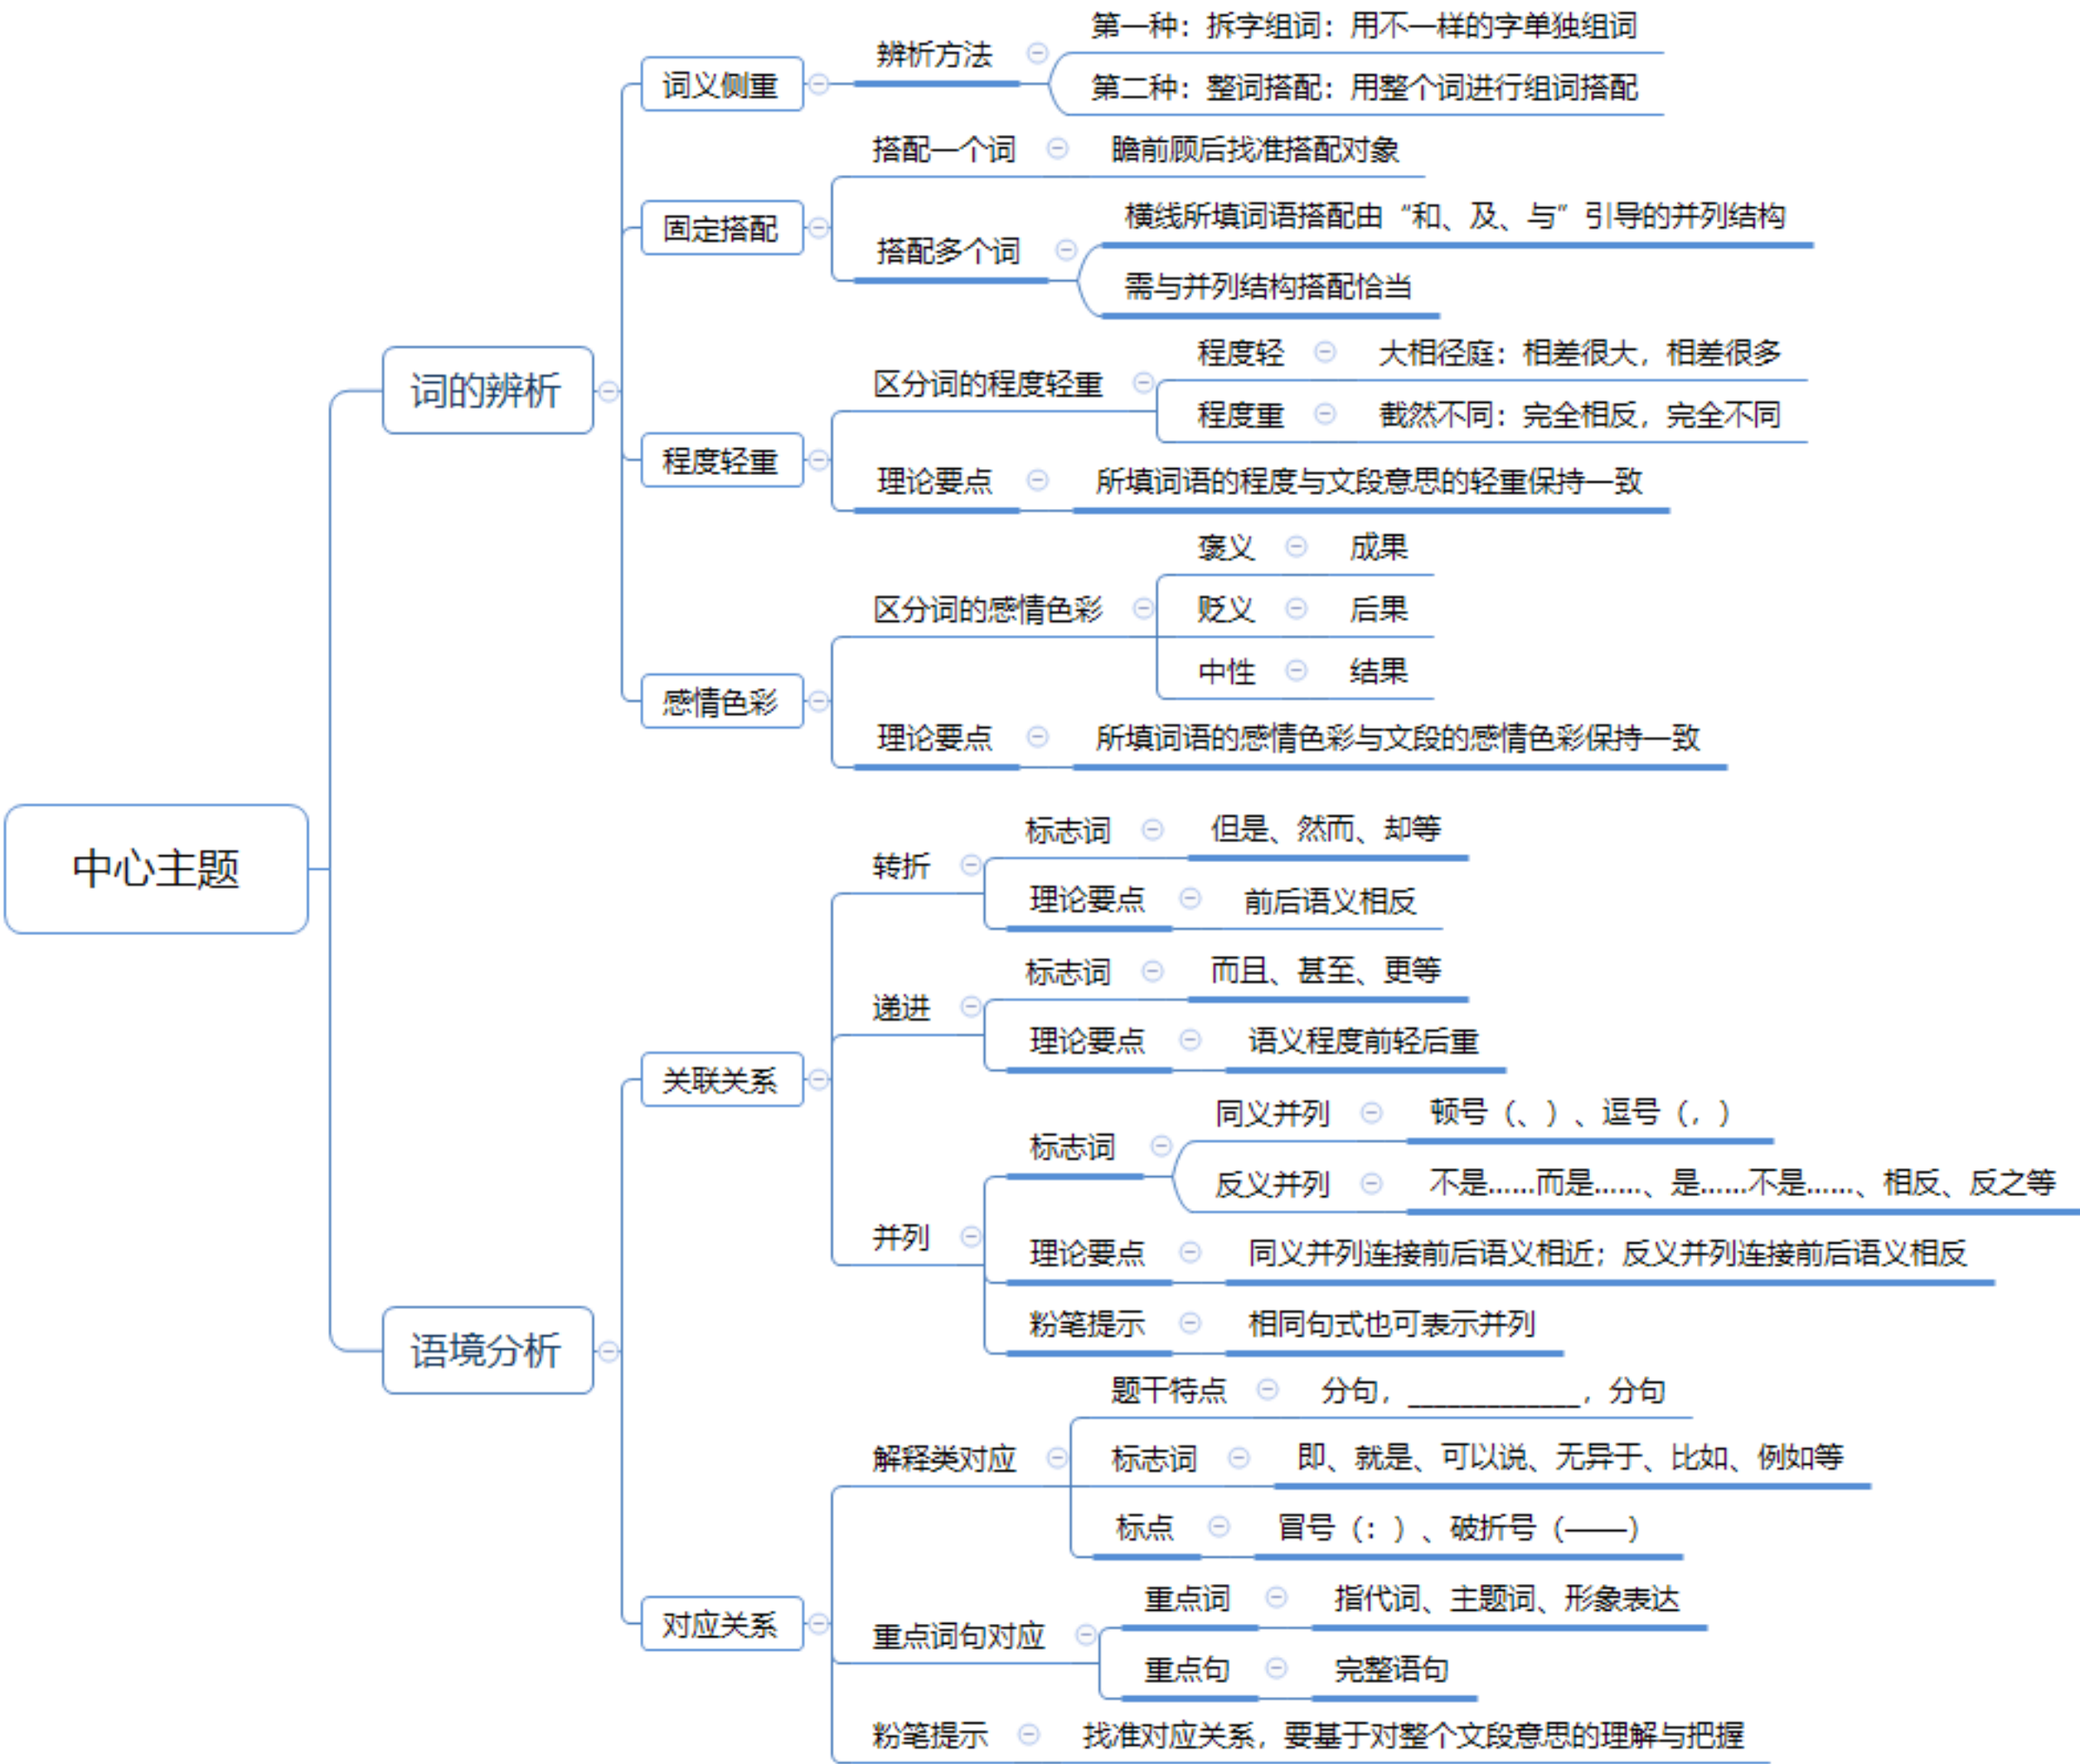 中心主题
词的辨析
词义侧重
辨析方法
第一种：拆字组词：用不一样的字单独组词
第二种：整词搭配：用整个词进行组词搭配
固定搭配
搭配一个词
瞻前顾后找准搭配对象
搭配多个词
横线所填词语搭配由“和、及、与”引导的并列结构
需与并列结构搭配恰当
程度轻重
区分词的程度轻重
程度轻
大相径庭：相差很大，相差很多
程度重
截然不同：完全相反，完全不同
理论要点
所填词语的程度与文段意思的轻重保持一致
感情色彩
区分词的感情色彩
褒义
成果
贬义
后果
中性
结果
理论要点
所填词语的感情色彩与文段的感情色彩保持一致
语境分析
关联关系
转折
标志词
但是、然而、却等
理论要点
前后语义相反
递进
标志词
而且、甚至、更等
理论要点
语义程度前轻后重
并列
标志词
同义并列
顿号（、）、逗号（，）
反义并列
不是……而是……、是……不是……、相反、反之等
理论要点
同义并列连接前后语义相近；反义并列连接前后语义相反
粉笔提示
相同句式也可表示并列
对应关系
解释类对应
题干特点
分句，____________，分句
标志词
即、就是、可以说、无异于、比如、例如等
标点
冒号（：）、破折号（——）
重点词句对应
重点词
指代词、主题词、形象表达
重点句
完整语句
粉笔提示
找准对应关系，要基于对整个文段意思的理解与把握